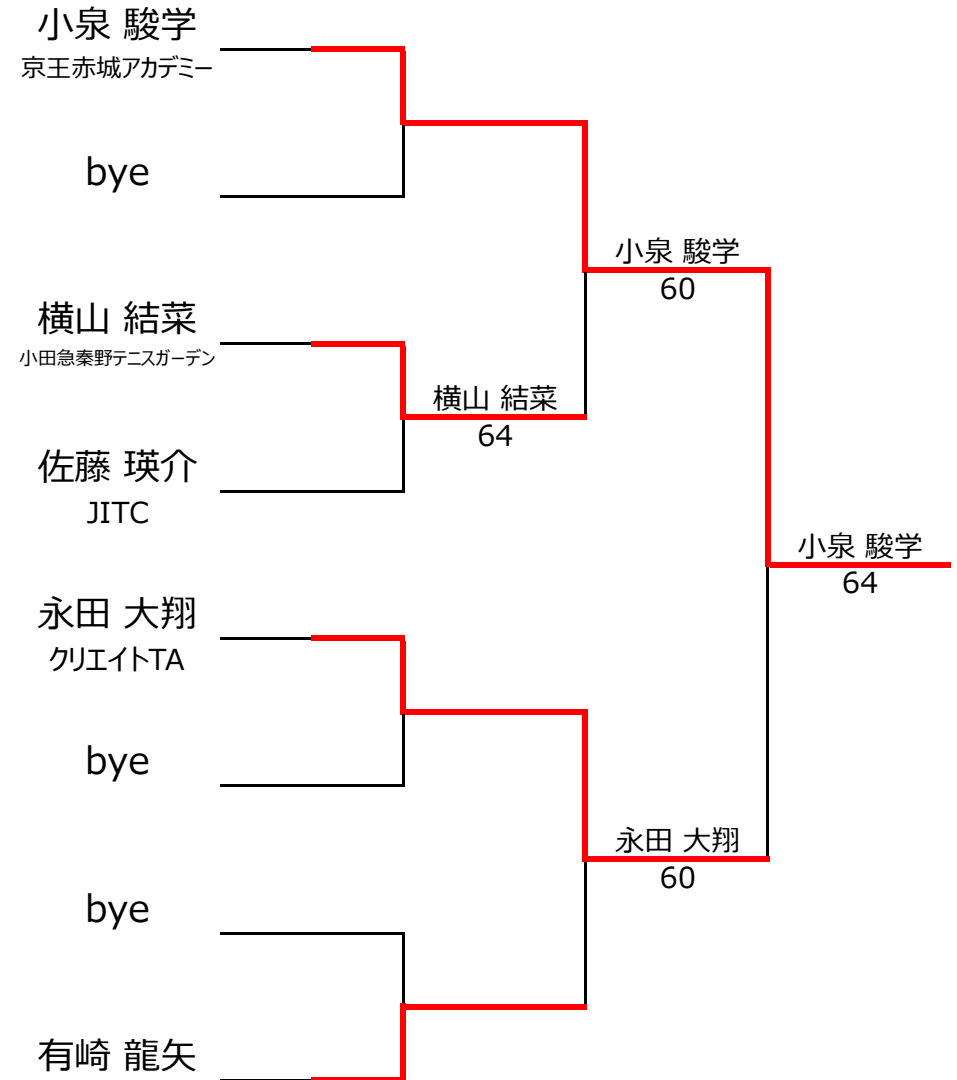 小泉 駿学
京王赤城アカデミー
bye
小泉 駿学
60
横山 結菜
小田急秦野テニスガーデン
横山 結菜
64
佐藤 瑛介
JITC
小泉 駿学
64
永田 大翔
クリエイトTA
bye
永田 大翔
60
bye
有崎 龍矢